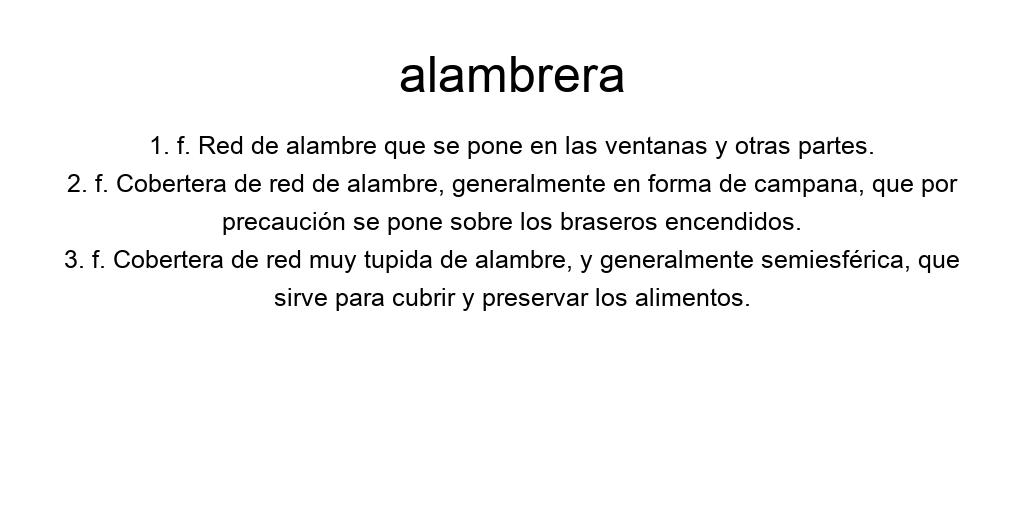 alambrera
1. f. Red de alambre que se pone en las ventanas y otras partes.
2. f. Cobertera de red de alambre, generalmente en forma de campana, que por
precaución se pone sobre los braseros encendidos.
3. f. Cobertera de red muy tupida de alambre, y generalmente semiesférica, que
sirve para cubrir y preservar los alimentos.